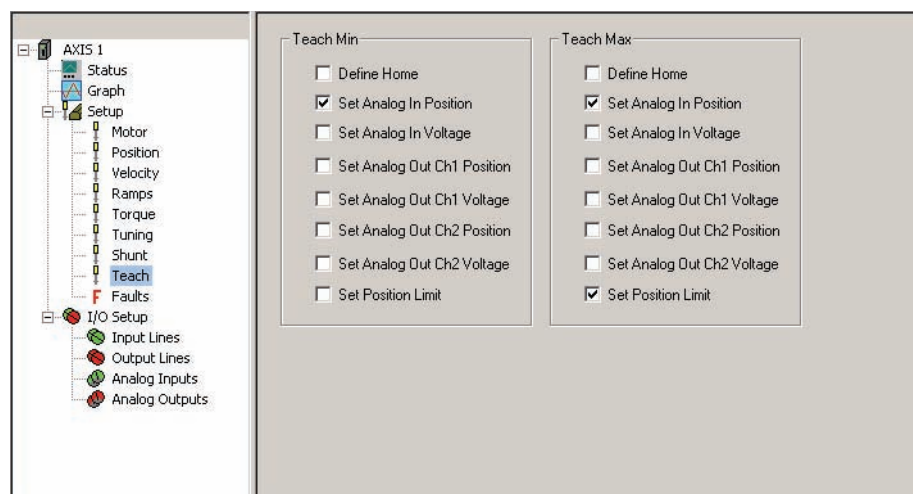 AXIS 1
Status
Graph
Setup
Motor
Position
Velocity
Ramps
Torque
Tuning
Shunt
Teach
F Faults
I/O Setup
Input Lines
Output Lines
Analog Inputs
Analog Outputs
Teach Min
Define Home
Set Analog In Position
Set Analog In Voltage
Set Analog Out Ch1 Position
Set Analog Out Ch1 Voltage
Set Analog Out Ch2 Position
Set Analog Out Ch2 Voltage
Set Position Limit
Teach Max
Define Home
Set Analog In Position
Set Analog In Voltage
Set Analog Out Ch1 Position
Set Analog Out Ch1 Voltage
Set Analog Out Ch2 Position
Set Analog Out Ch2 Voltage
Set Position Limit